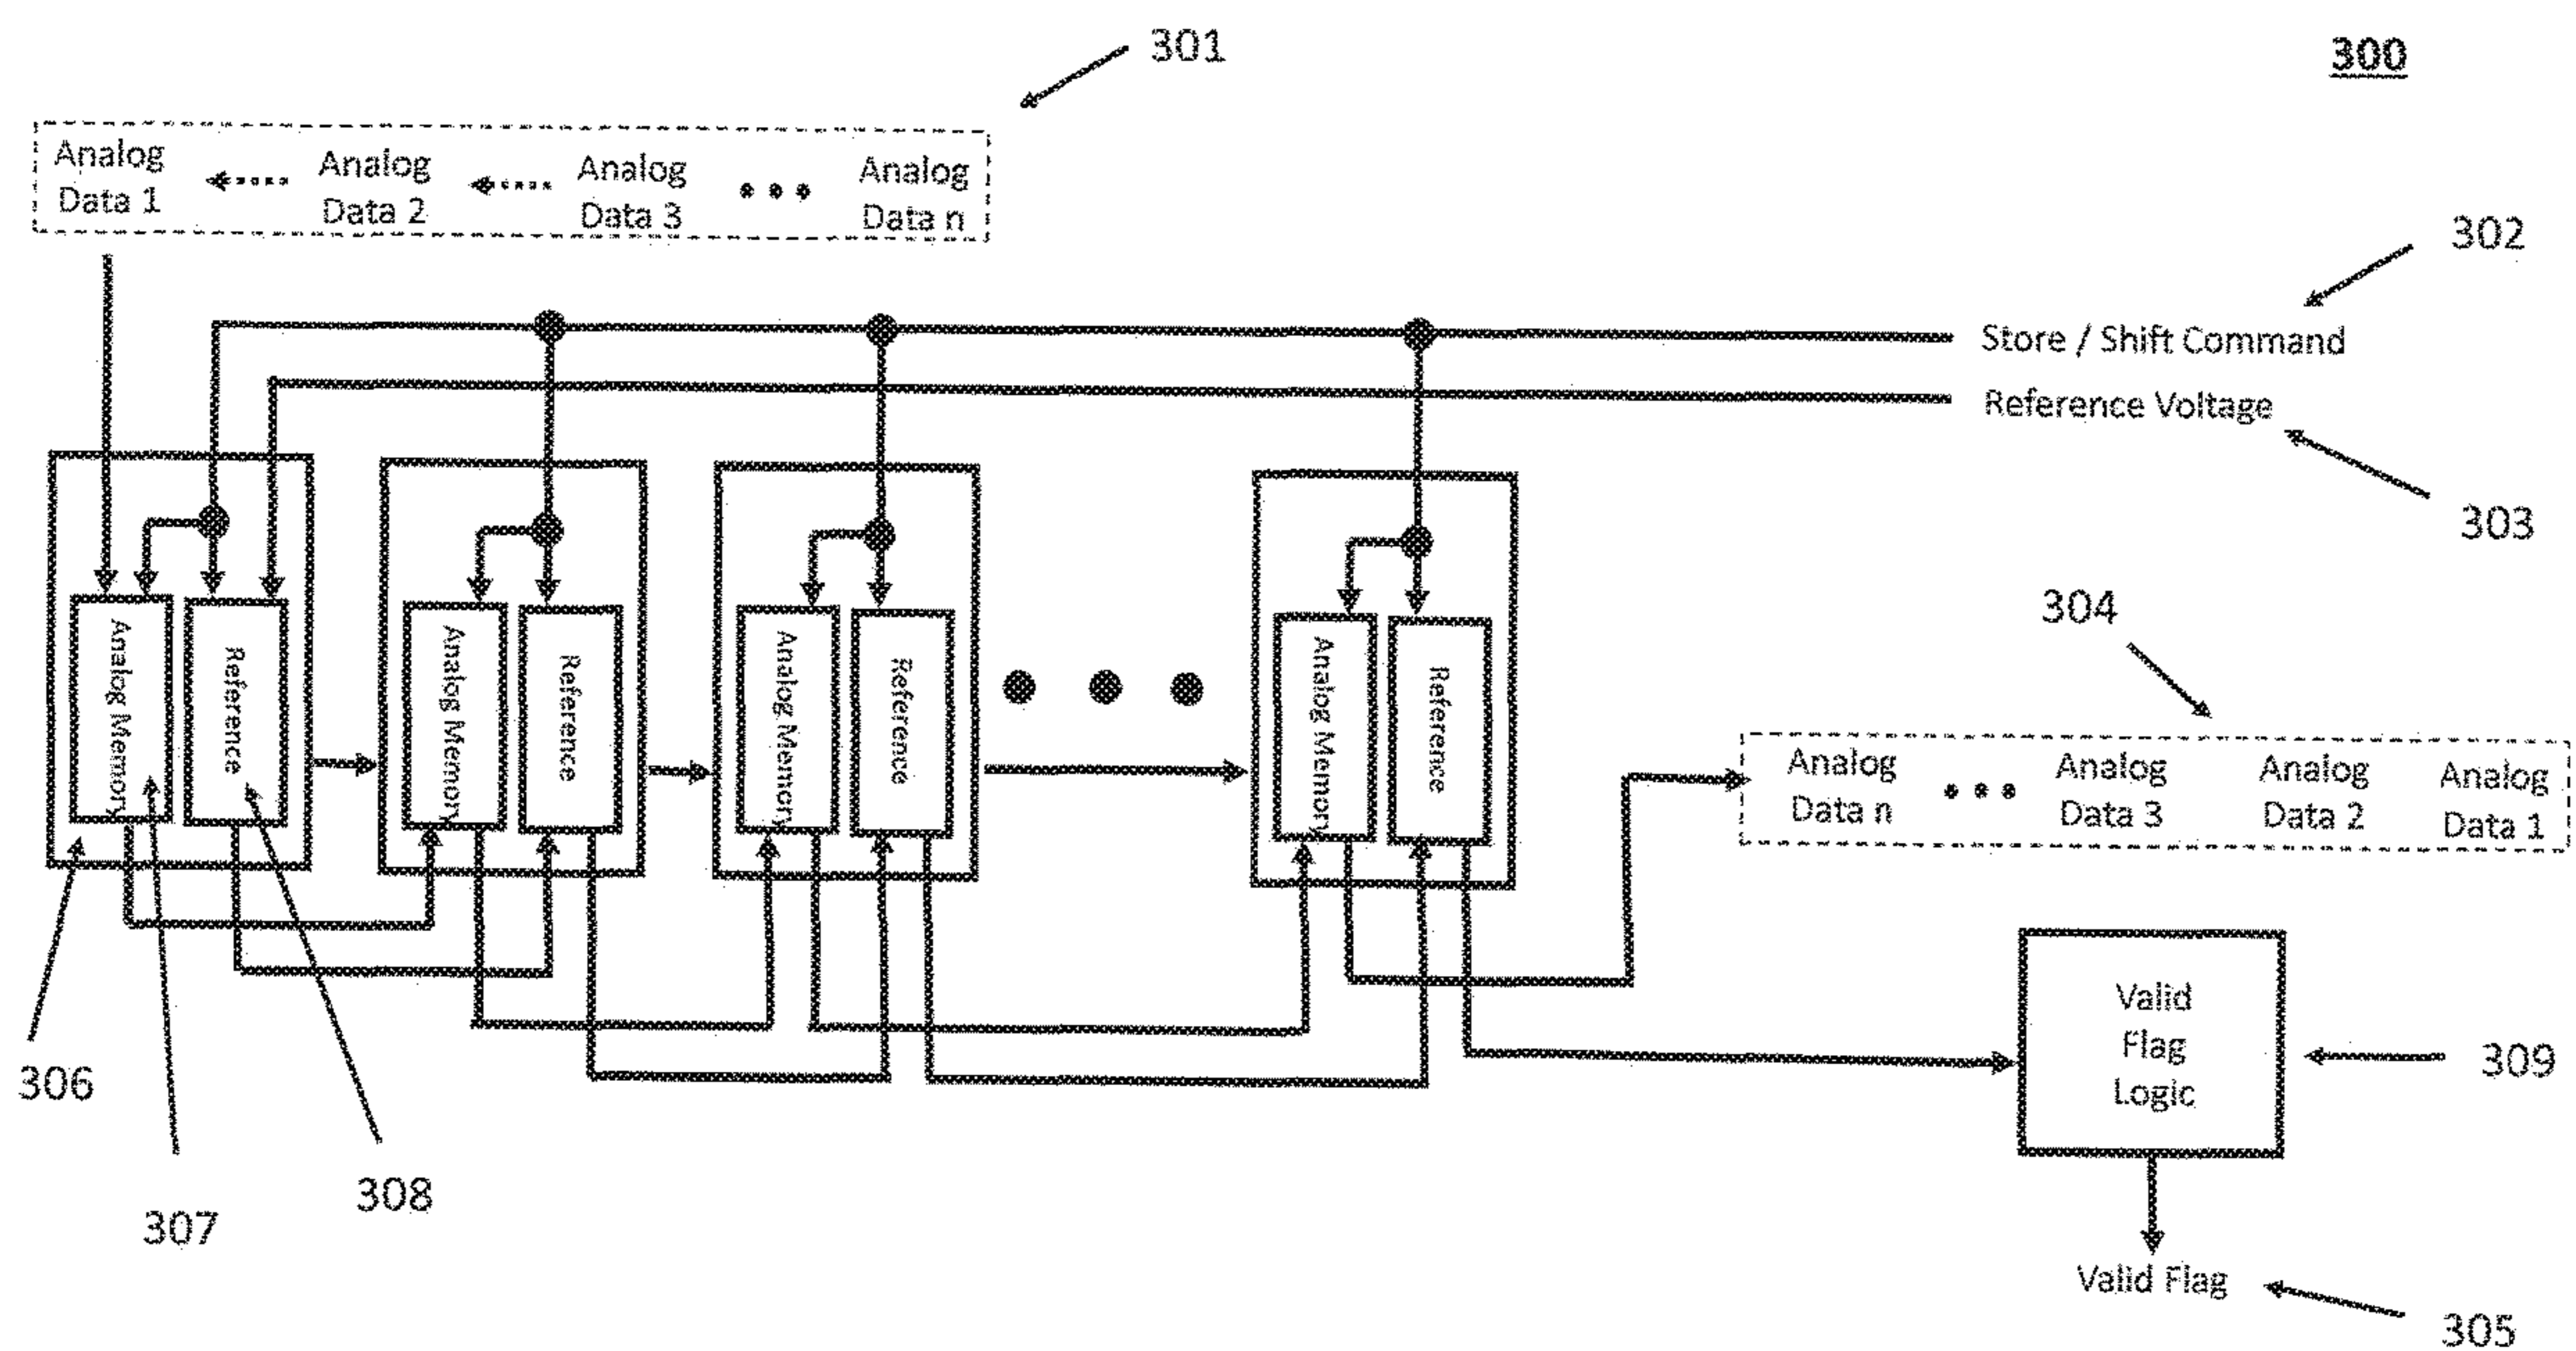 301
300
Analog
Data 1
Analog
Data 2
Analog
Data 3
Analog
Data n
302
Store / Shift Command
Reference Voltage
303
304
Analog Memory
Reference
Analog Memory
Reference
Analog Memory
Reference
Analog Memory
Reference
Analog
Data n
Analog
Data 3
Analog
Data 2
Analog
Data 1
Valid
Flag
Logic
309
306
307
308
Valid Flag
305